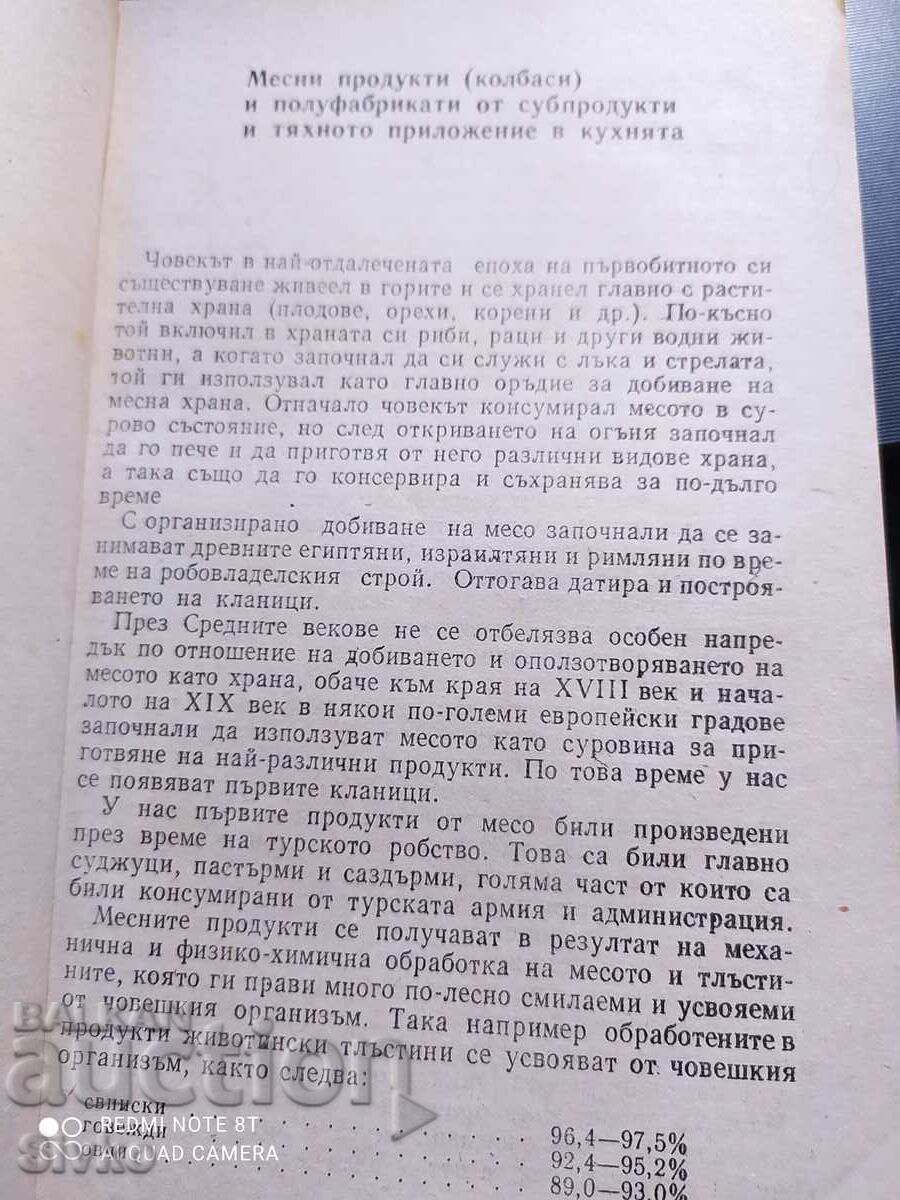 Месни продукти (колбаси)
и полуфабрикати от субпродукти
и тяхното приложение в кухнята
Човекът в най-отдалечената епоха на първобитното си
съществуване живеел в горите и се хранел главно с расти-
телна храна (плодове, орехи, корени и др.). По-късно
той включил в храната си риби, раци и други водни жи-
вотни, а когато започнал да си служи с лъка и стрелата,
той ги използувал като главно оръдие за добиване на
месна храна. Отначало човекът консумирал месото в су-
рово състояние, но след откриването на огъня започнал
да го пече и да приготвя от него различни видове храна,
а така също да го консервира и съхранява за по-дълго
време
С организирано добиване на месо започнали да се за-
нимават древните египтяни, израилтяни и римляни по вре-
ме на робовладелския строй. Оттогава датира и построя-
ването на кланици.
През Средните векове не се отбелязва особен напре-
дък по отношение на добиването и оползотворяването на
месото като храна, обаче към края на XVIII век и нача-
лото на XIX век в някои по-големи европейски градове
започнали да използуват месото като суровина за при-
готвяне на най-различни продукти. По това време у нас
се появяват първите кланици.
У нас първите продукти от месо били произведени
през време на турското робство. Това са били главно
суджуци, пастърми и саздърми, голяма част от които са
били консумирани от турската армия и администрация.
Месните продукти се получават в резултат на меха-
нична и физико-химична обработка на месото и тлъсти-
ните, която ги прави много по-лесно смилаеми и усвояеми
от човешкия организъм. Така например обработените в
продукти животински тлъстини се усвояват от човешкия
организъм, както следва:
свински . . . . . . . . . . 96,4—97,5%
говежди . . . . . . . . . . 92,4—95,2%
овчи . . . . . . . . . . 89,0—93,0%
БАЛКАН
auction
Sivko
REDMI NOTE 8T
AI QUAD CAMERA